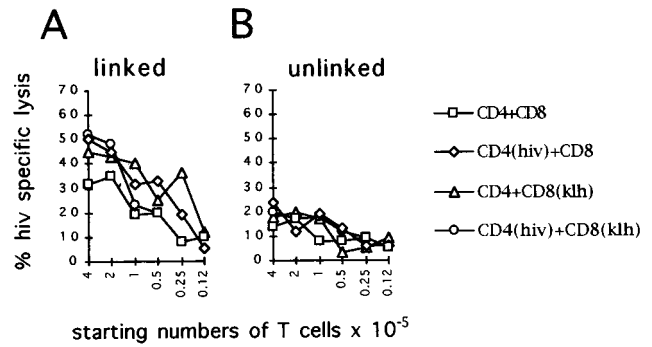 A B
linked unlinked
% hiv specific lysis
70
60
50
40
30
20
10
0
4 2 1 0.5 0.25 0.12
70
60
50
40
30
20
10
0
4 2 1 0.5 0.25 0.12
starting numbers of T cells x 10-5
CD4+CD8
CD4(hiv)+CD8
CD4+CD8(klh)
CD4(hiv)+CD8(klh)